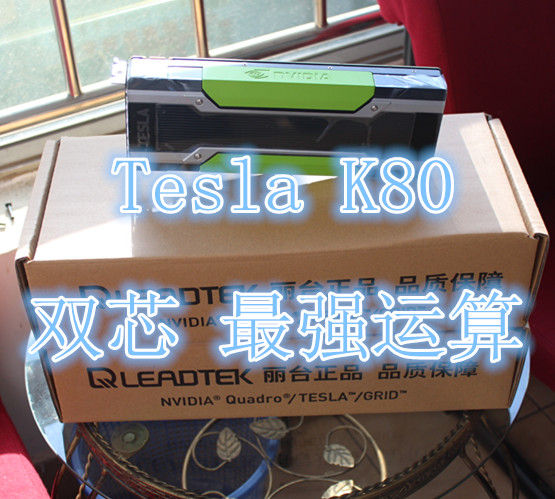 NVIDIA
TESLA
Tesla K80
LEADTEK 丽台正品 品质保障
NVIDIA
双芯 最强运算
LEADTEK 丽台正品 品质保障
NVIDIA® Quadro®/TESLA™/GRID™